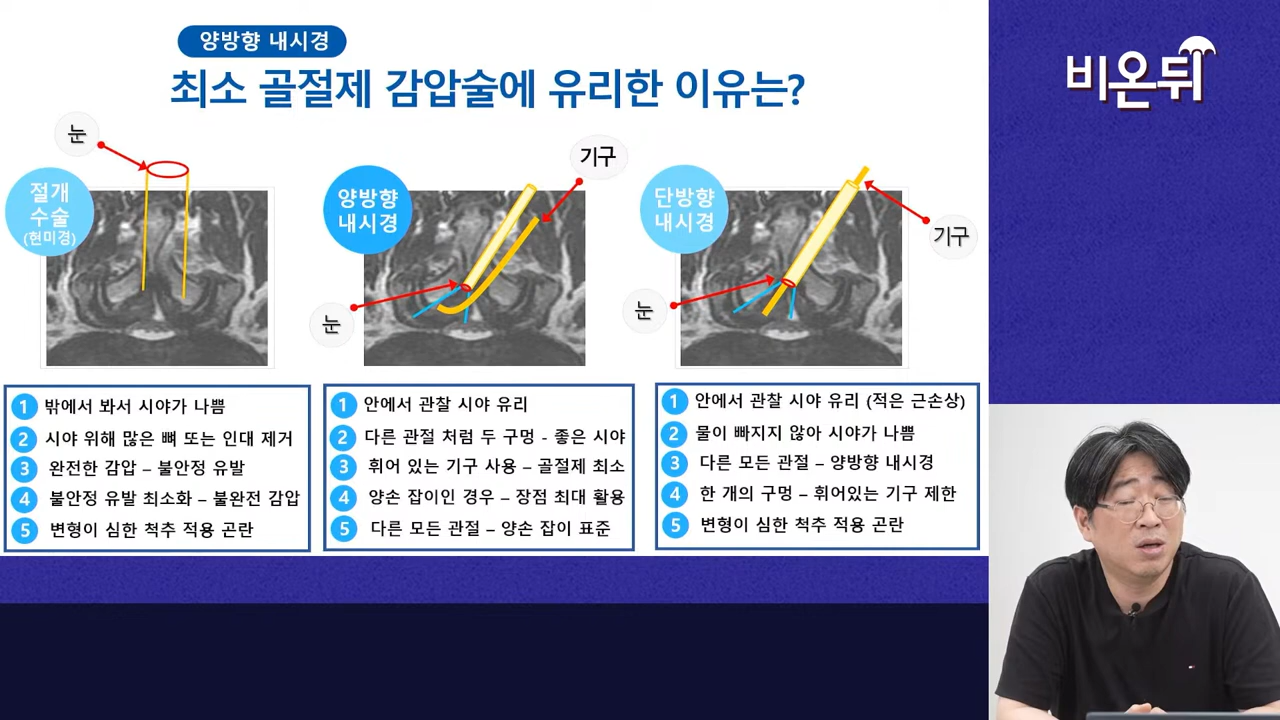 양방향 내시경
최소 골절제 감압술에 유리한 이유는?
비온뒤
눈
절개
수술
(현미경)
1 밖에서 봐서 시야가 나쁨
2 시야 위해 많은 뼈 또는 인대 제거
3 완전한 감압 – 불안정 유발
4 불안정 유발 최소화 – 불완전 감압
5 변형이 심한 척추 적용 곤란
기구
양방향
내시경
눈
1 안에서 관찰 시야 유리
2 다른 관절 처럼 두 구멍 - 좋은 시야
3 휘어 있는 기구 사용 – 골절제 최소
4 양손 잡이인 경우 – 장점 최대 활용
5 다른 모든 관절 – 양손 잡이 표준
단방향
내시경
기구
눈
1 안에서 관찰 시야 유리 (적은 근손상)
2 물이 빠지지 않아 시야가 나쁨
3 다른 모든 관절 – 양방향 내시경
4 한 개의 구멍 – 휘어있는 기구 제한
5 변형이 심한 척추 적용 곤란